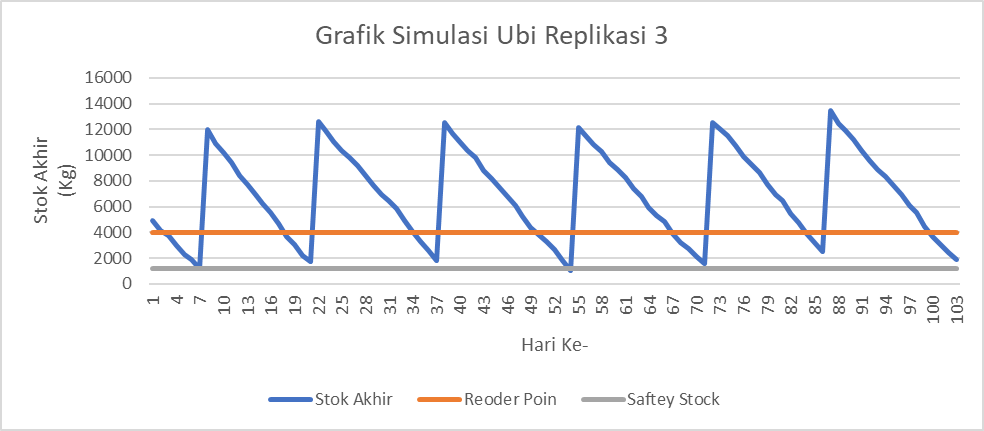 Grafik Simulasi Ubi Replikasi 3
16000
14000
12000
10000
8000
6000
4000
2000
0
Stok Akhir
(Kg)
1 4 7 10 13 16 19 22 25 28 31 34 37 40 43 46 49 52 55 58 61 64 67 70 73 76 79 82 85 88 91 94 97 100 103
Hari Ke-
Stok Akhir Reoder Poin Saftey Stock